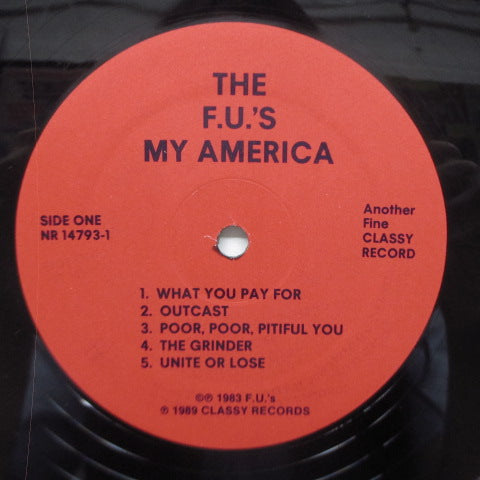 THE
F.U.'S
MY AMERICA
SIDE ONE
NR 14793-1
Another
Fine
CLASSY
RECORD
1. WHAT YOU PAY FOR
2. OUTCAST
3. POOR, POOR, PITIFUL YOU
4. THE GRINDER
5. UNITE OR LOSE
©℗ 1983 F.U.'s
℗ 1989 CLASSY RECORDS